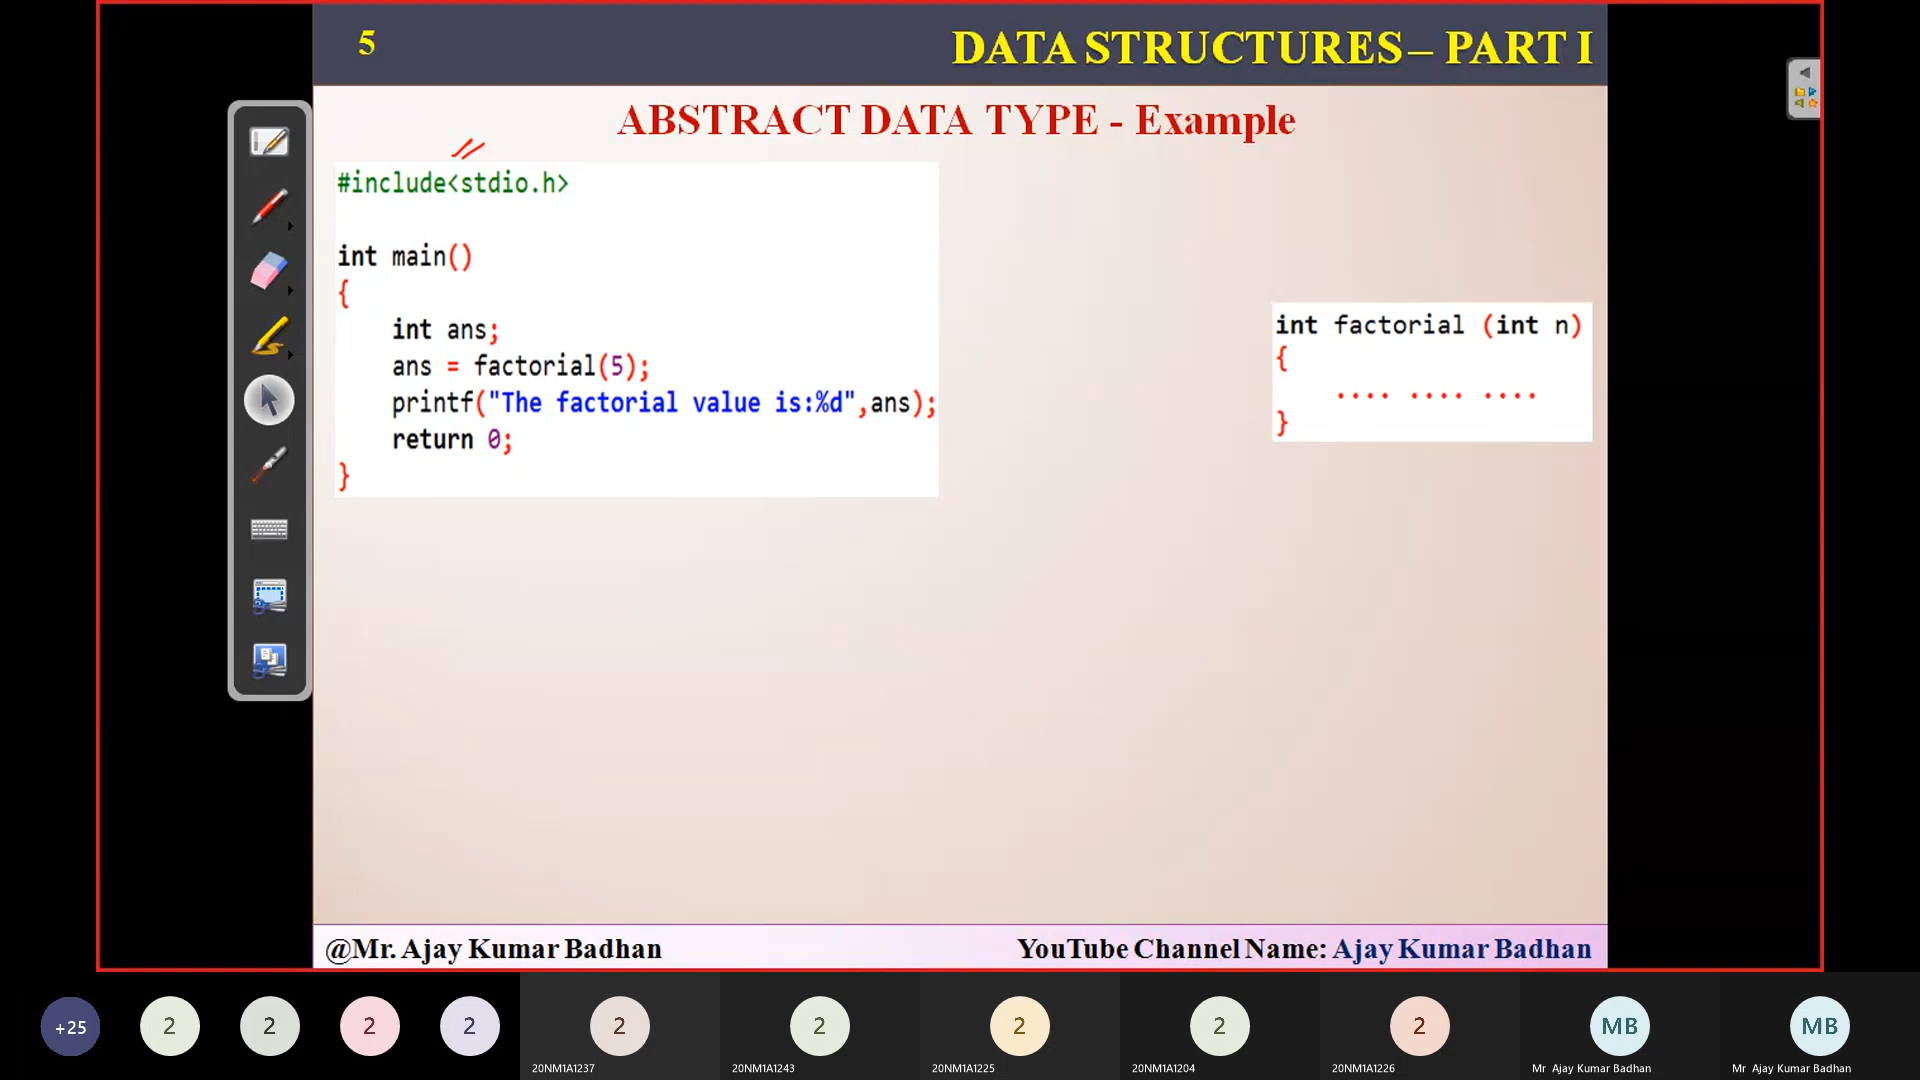 5
DATA STRUCTURES – PART I
ABSTRACT DATA TYPE - Example
#include<stdio.h>
int main()
{
int ans;
ans = factorial(5);
printf("The factorial value is:%d",ans);
return 0;
}
int factorial (int n)
{
.... .... ....
}
@Mr. Ajay Kumar Badhan
YouTube Channel Name: Ajay Kumar Badhan
+25
2
2
2
2
2
2
2
2
2
MB
MB
20NM1A1237
20NM1A1243
20NM1A1225
20NM1A1204
20NM1A1226
Mr Ajay Kumar Badhan
Mr Ajay Kumar Badhan